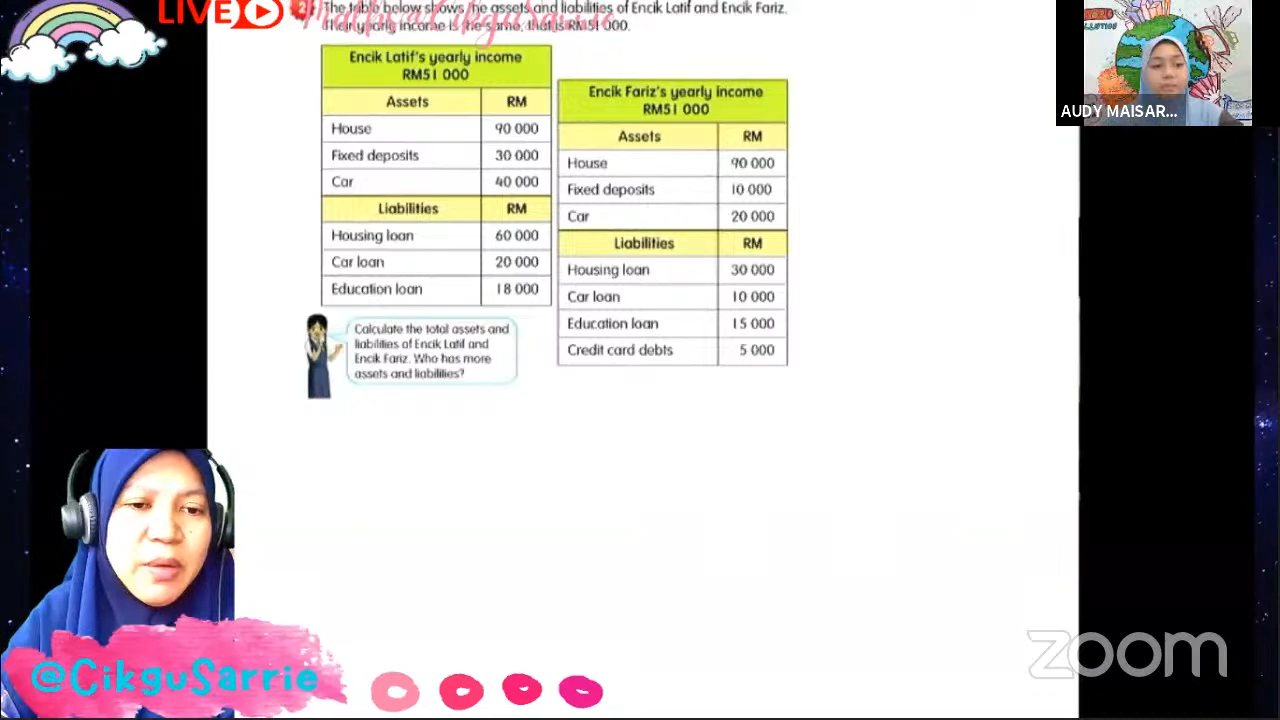 LIVE
2. The table below shows the assets and liabilities of Encik Latif and Encik Fariz.
Their yearly income is the same, that is RM51 000.
Encik Latif's yearly income
RM51 000
Assets RM
House 90 000
Fixed deposits 30 000
Car 40 000
Liabilities RM
Housing loan 60 000
Car loan 20 000
Education loan 18 000
Encik Fariz's yearly income
RM51 000
Assets RM
House 90 000
Fixed deposits 10 000
Car 20 000
Liabilities RM
Housing loan 30 000
Car loan 10 000
Education loan 15 000
Credit card debts 5 000
Calculate the total assets and
liabilities of Encik Latif and
Encik Fariz. Who has more
assets and liabilities?
AUDY MAISAR...
@CikguSarrie
zoom